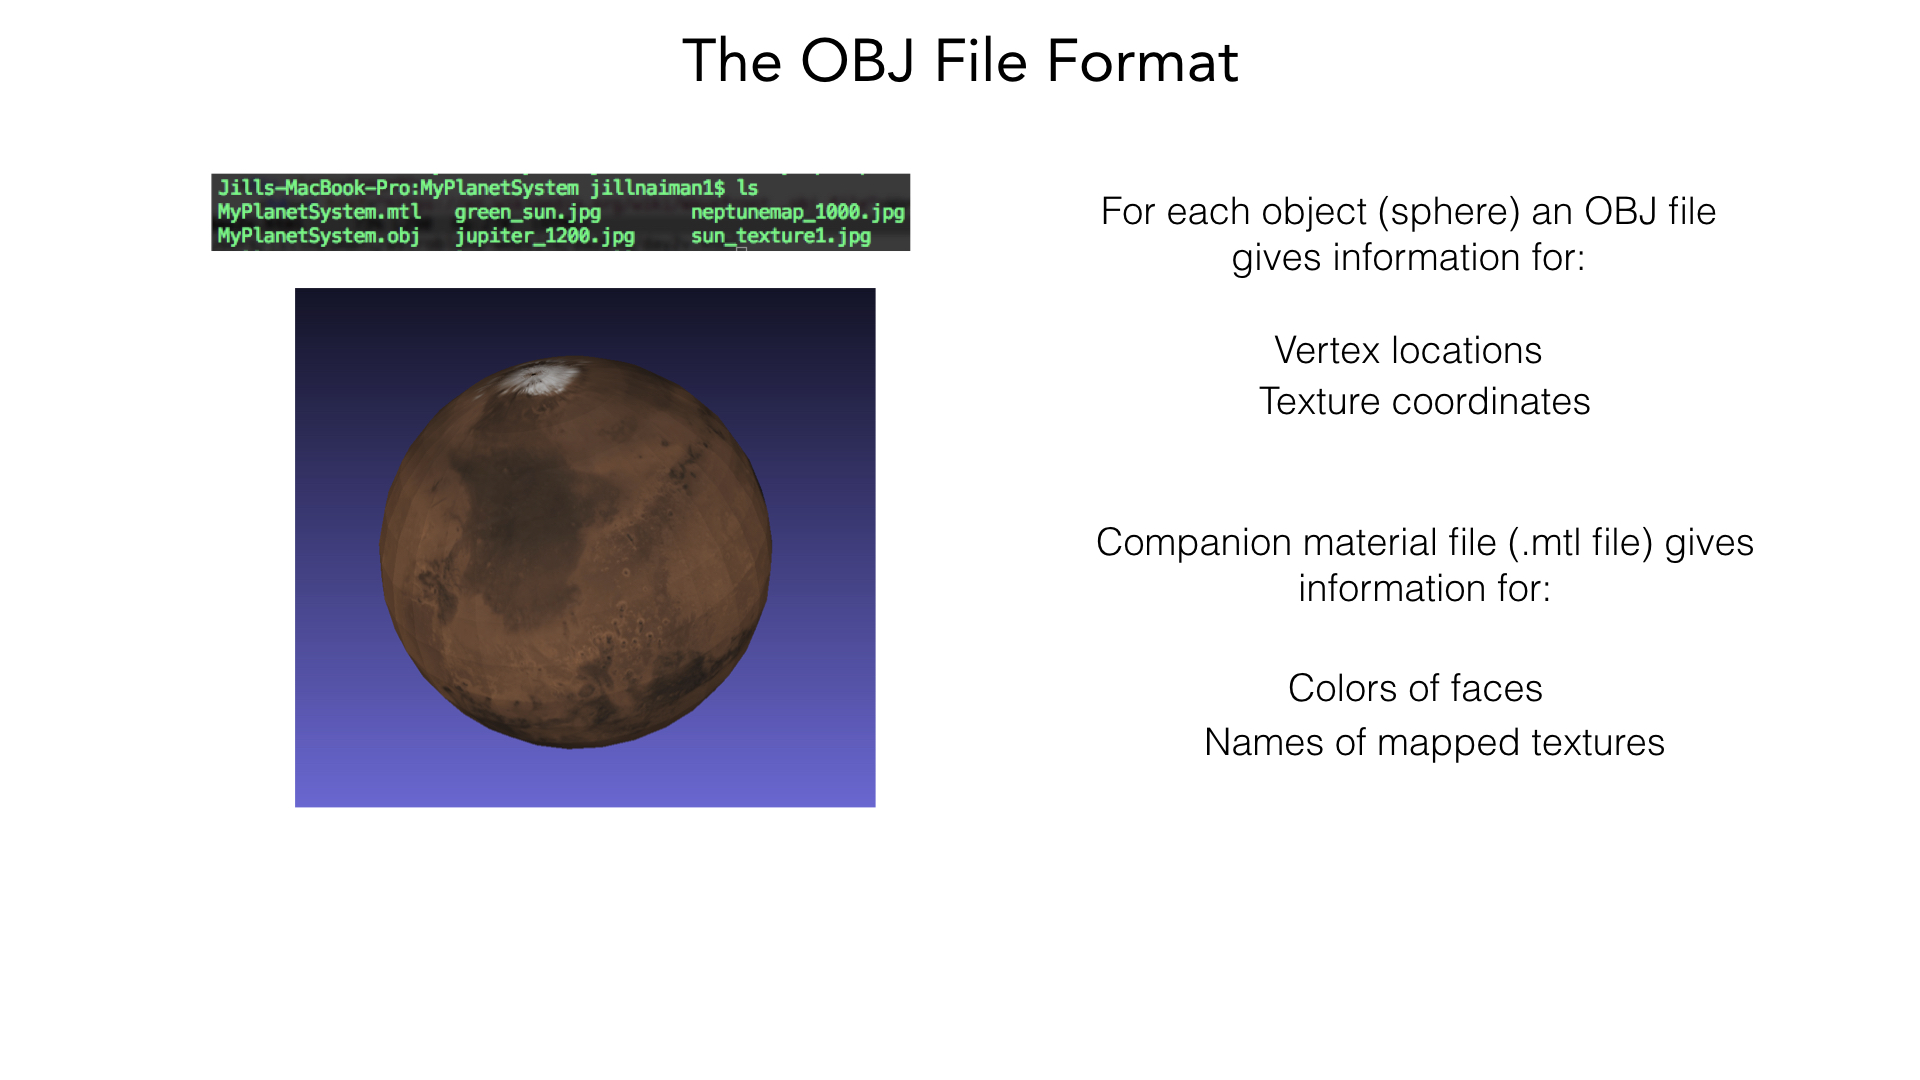 The OBJ File Format
Jills-MacBook-Pro:MyPlanetSystem jillnaiman1$ ls
MyPlanetSystem.mtl green_sun.jpg neptunemap_1000.jpg
MyPlanetSystem.obj jupiter_1200.jpg sun_texture1.jpg
For each object (sphere) an OBJ file
gives information for:
Vertex locations
Texture coordinates
Companion material file (.mtl file) gives
information for:
Colors of faces
Names of mapped textures